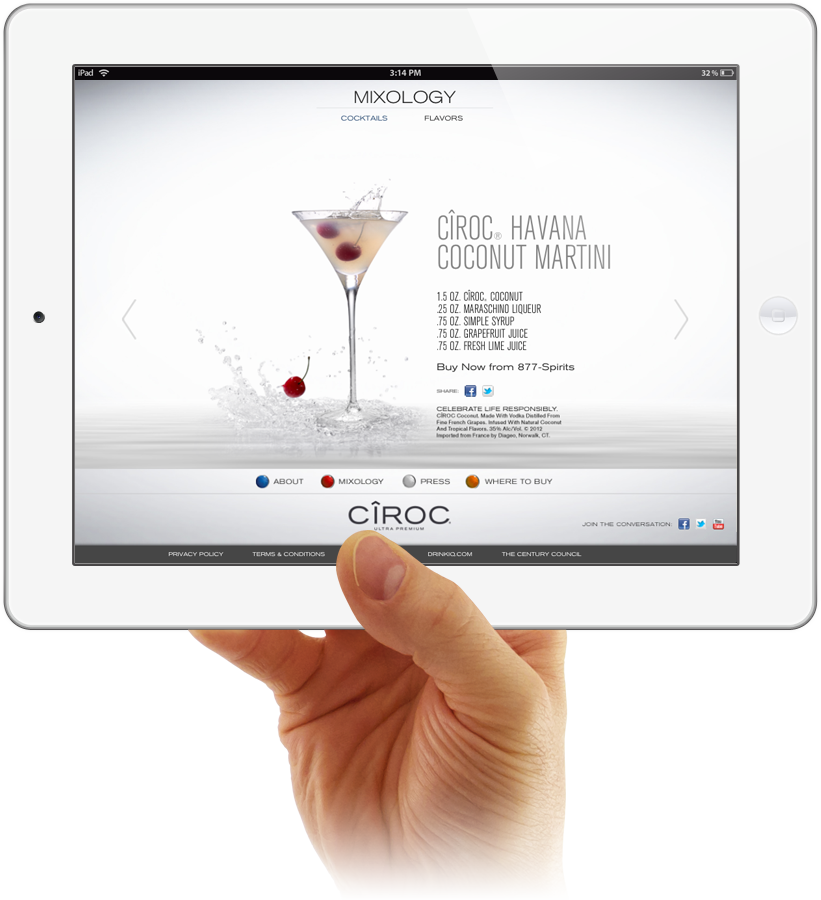 iPad 3:14 PM 32%
MIXOLOGY
COCKTAILS FLAVORS
CÎROC® HAVANA
COCONUT MARTINI
1.5 OZ. CÎROC, COCONUT
.25 OZ. MARASCHINO LIQUEUR
.75 OZ. SIMPLE SYRUP
.75 OZ. GRAPEFRUIT JUICE
.75 OZ. FRESH LIME JUICE
Buy Now from 877-Spirits
SHARE:
CELEBRATE LIFE RESPONSIBLY.
CÎROC Coconut. Made With Vodka Distilled From
Fine French Grapes. Infused With Natural Coconut
And Tropical Flavors. 35% Alc/Vol. © 2012
Imported from France by Diageo, Norwalk, CT.
ABOUT MIXOLOGY PRESS WHERE TO BUY
CÎROC
ULTRA PREMIUM
JOIN THE CONVERSATION: You Tube
PRIVACY POLICY TERMS & CONDITIONS DRINKIQ.COM THE CENTURY COUNCIL